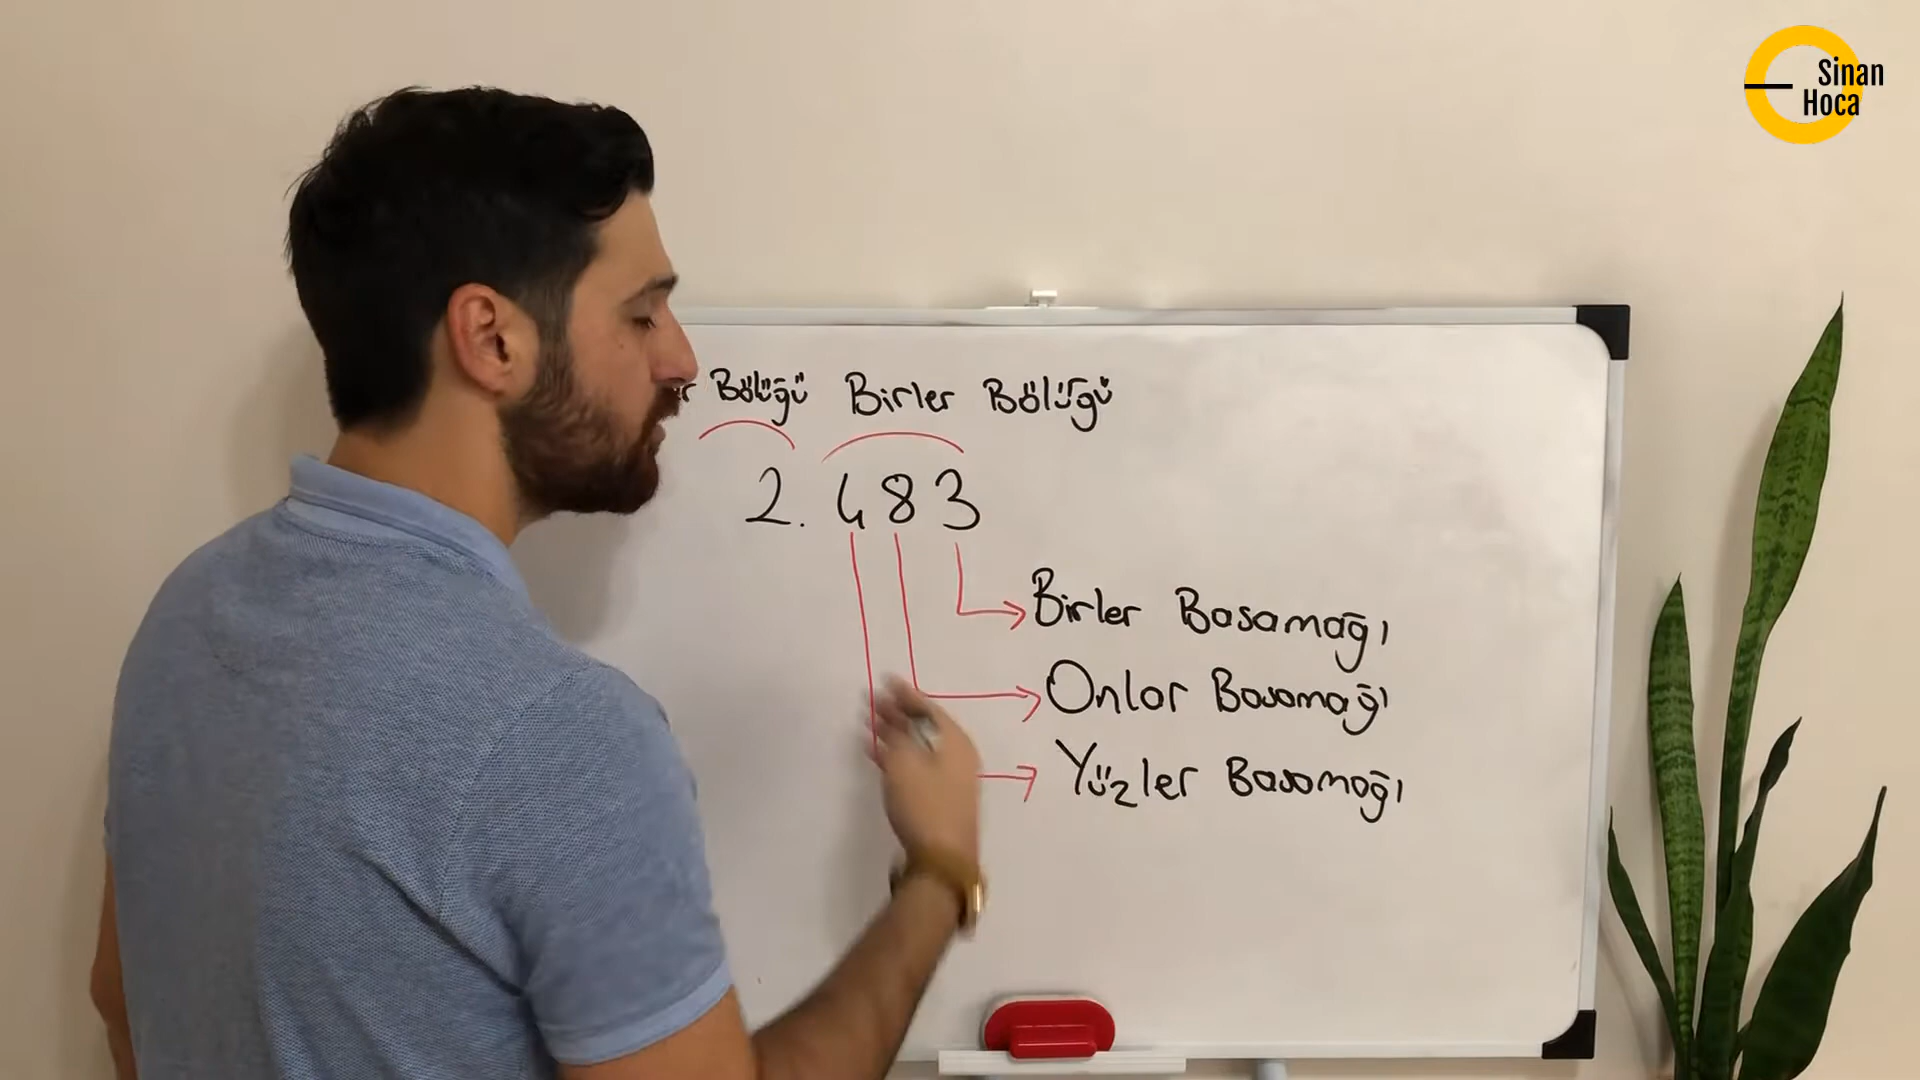 Sinan
Hoca
Bölüğü Birler Bölüğü
2.483
Birler Basamağı
Onlar Basamağı
Yüzler Basamağı